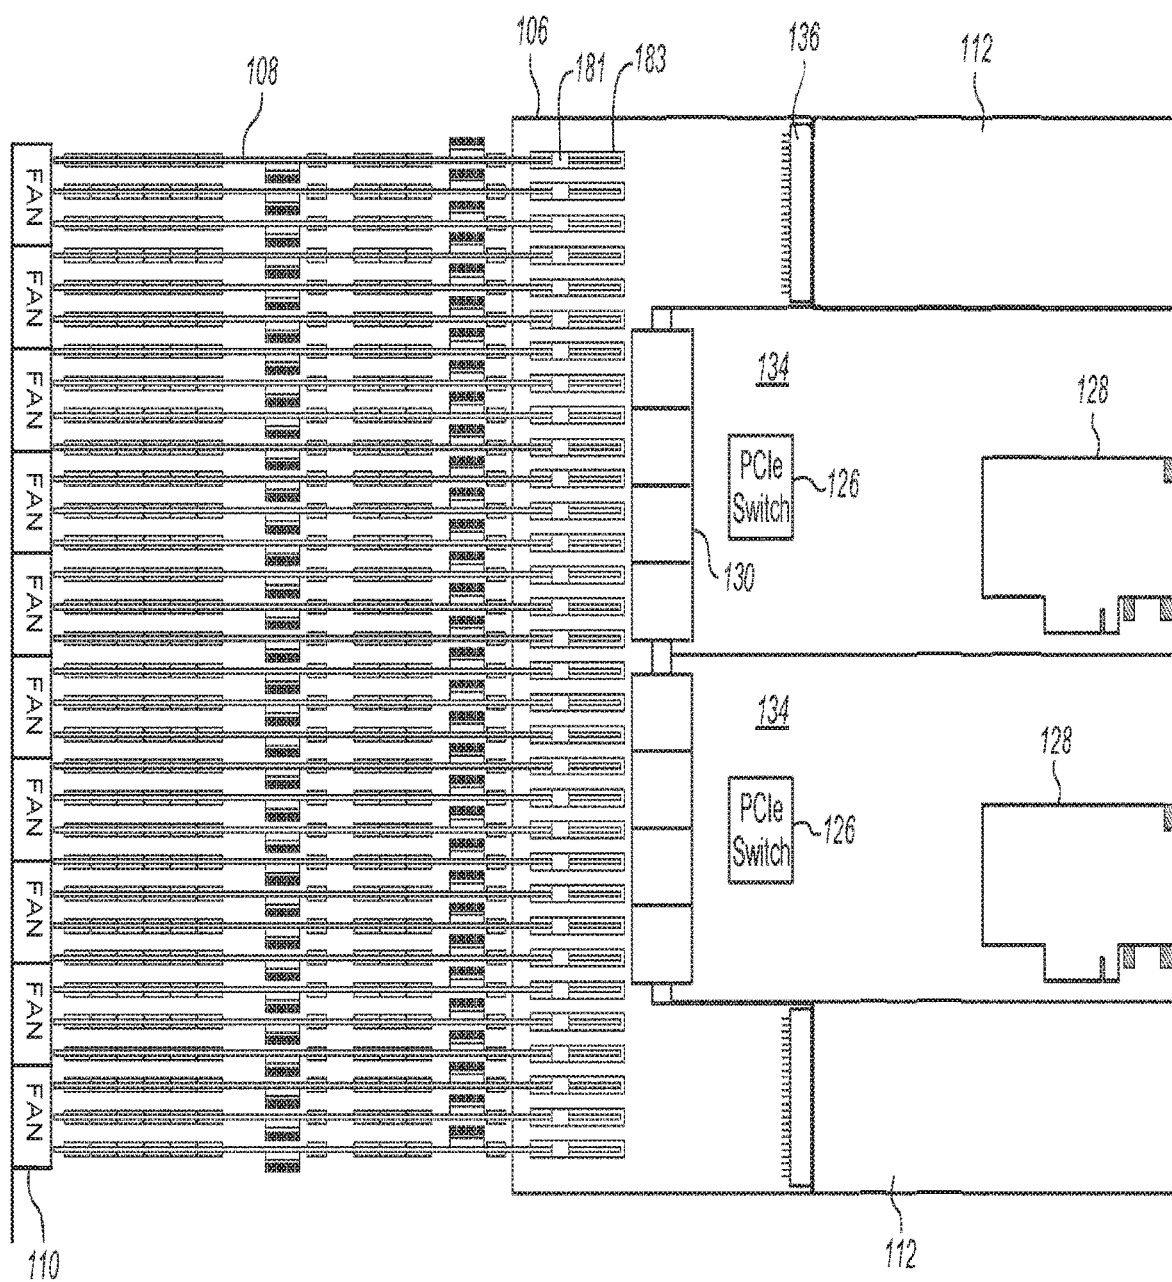 106
136
112
108
181
183
FAN
FAN
FAN
FAN
FAN
FAN
FAN
FAN
FAN
FAN
134
128
PCIe
Switch
126
130
134
128
PCIe
Switch
126
110
112